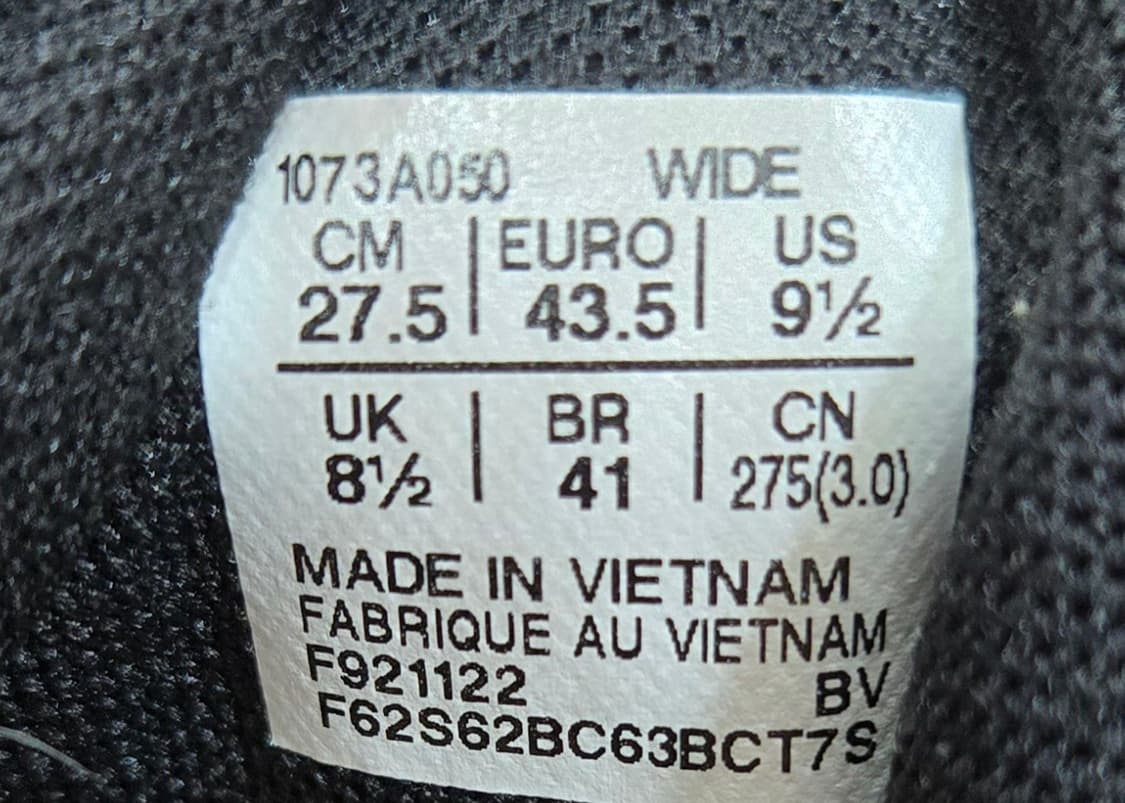 1073A050 WIDE
CM | EURO | US
27.5 | 43.5 | 9½
UK | BR | CN
8½ | 41 | 275(3.0)
MADE IN VIETNAM
FABRIQUE AU VIETNAM
F921122 BV
F62S62BC63BCT7S